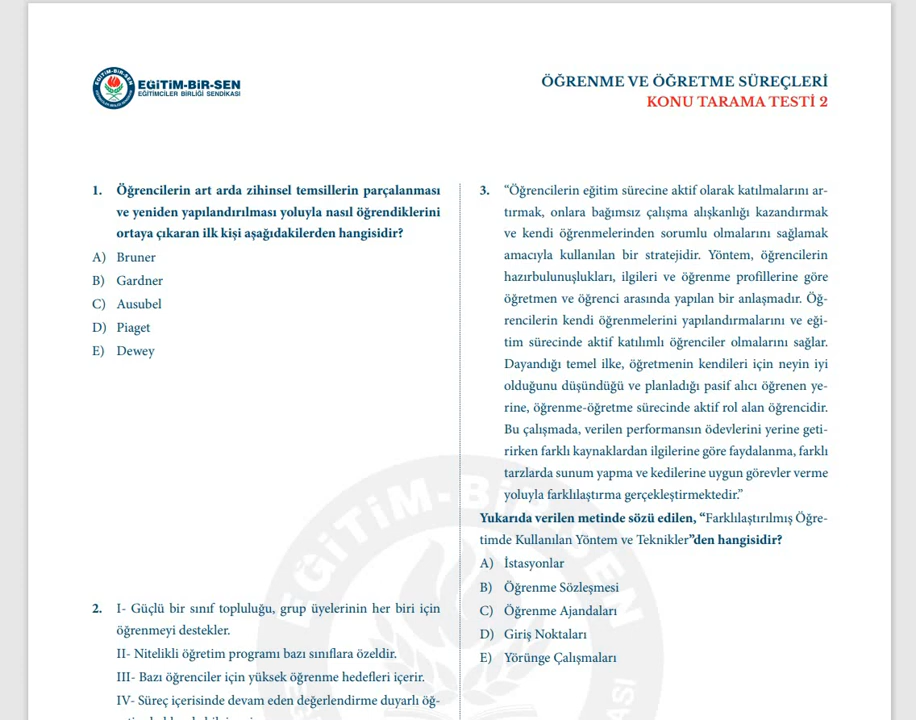 EĞİTİM-BİR-SEN
EĞİTİMCİLER BİRLİĞİ SENDİKASI
ÖĞRENME VE ÖĞRETME SÜREÇLERİ
KONU TARAMA TESTİ 2
1. Öğrencilerin art arda zihinsel temsillerin parçalanması
ve yeniden yapılandırılması yoluyla nasıl öğrendiklerini
ortaya çıkaran ilk kişi aşağıdakilerden hangisidir?
A) Bruner
B) Gardner
C) Ausubel
D) Piaget
E) Dewey
2. I- Güçlü bir sınıf topluluğu, grup üyelerinin her biri için
öğrenmeyi destekler.
II- Nitelikli öğretim programı bazı sınıflara özeldir.
III- Bazı öğrenciler için yüksek öğrenme hedefleri içerir.
IV- Süreç içerisinde devam eden değerlendirme duyarlı öğ-
3. “Öğrencilerin eğitim sürecine aktif olarak katılmalarını ar-
tırmak, onlara bağımsız çalışma alışkanlığı kazandırmak
ve kendi öğrenmelerinden sorumlu olmalarını sağlamak
amacıyla kullanılan bir stratejidir. Yöntem, öğrencilerin
hazırbulunuşlukları, ilgileri ve öğrenme profillerine göre
öğretmen ve öğrenci arasında yapılan bir anlaşmadır. Öğ-
rencilerin kendi öğrenmelerini yapılandırmalarını ve eği-
tim sürecinde aktif katılımlı öğrenciler olmalarını sağlar.
Dayandığı temel ilke, öğretmenin kendileri için neyin iyi
olduğunu düşündüğü ve planladığı pasif alıcı öğrenen ye-
rine, öğrenme-öğretme sürecinde aktif rol alan öğrencidir.
Bu çalışmada, verilen performansın ödevlerini yerine geti-
rirken farklı kaynaklardan ilgilerine göre faydalanma, farklı
tarzlarda sunum yapma ve kedilerine uygun görevler verme
yoluyla farklılaştırma gerçekleştirmektedir.”
Yukarıda verilen metinde sözü edilen, “Farklılaştırılmış Öğre-
timde Kullanılan Yöntem ve Teknikler”den hangisidir?
A) İstasyonlar
B) Öğrenme Sözleşmesi
C) Öğrenme Ajandaları
D) Giriş Noktaları
E) Yörünge Çalışmaları
EĞİTİM-BİR-SEN